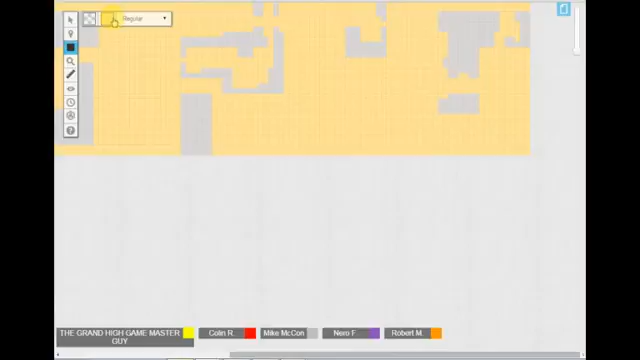 Regular
THE GRAND HIGH GAME MASTER
GUY
Colin R.
Mike McCon
Nero F.
Robert M.